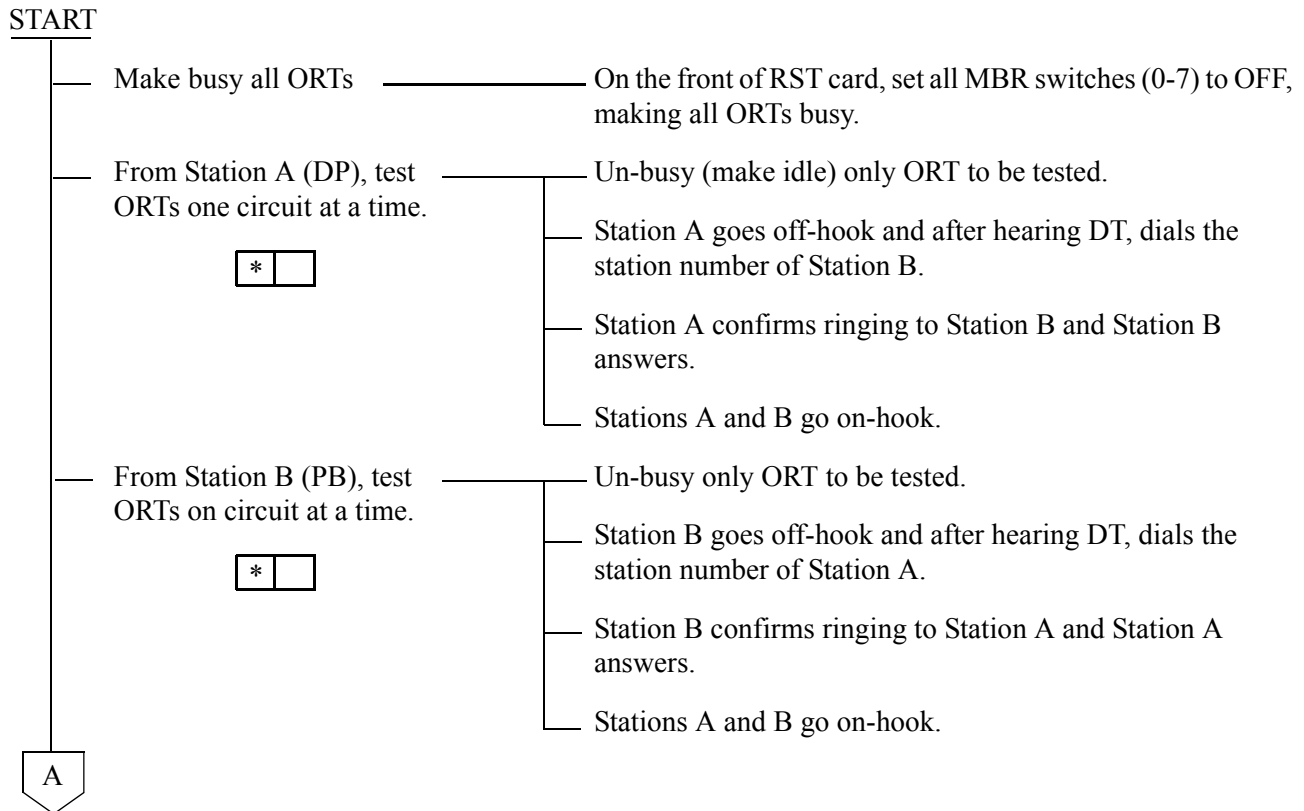 START
Make busy all ORTs
On the front of RST card, set all MBR switches (0-7) to OFF,
making all ORTs busy.
From Station A (DP), test
ORTs one circuit at a time.
*
Un-busy (make idle) only ORT to be tested.
Station A goes off-hook and after hearing DT, dials the
station number of Station B.
Station A confirms ringing to Station B and Station B
answers.
Stations A and B go on-hook.
From Station B (PB), test
ORTs on circuit at a time.
*
Un-busy only ORT to be tested.
Station B goes off-hook and after hearing DT, dials the
station number of Station A.
Station B confirms ringing to Station A and Station A
answers.
Stations A and B go on-hook.
A